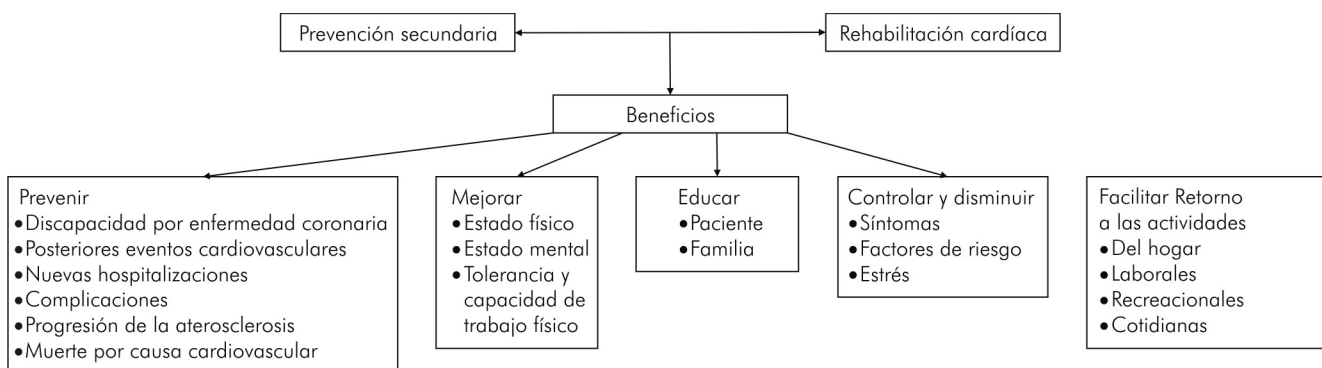 Prevención secundaria
Rehabilitación cardíaca
Beneficios
Prevenir
•Discapacidad por enfermedad coronaria
•Posteriores eventos cardiovasculares
•Nuevas hospitalizaciones
•Complicaciones
•Progresión de la aterosclerosis
•Muerte por causa cardiovascular
Mejorar
•Estado físico
•Estado mental
•Tolerancia y
capacidad de
trabajo físico
Educar
•Paciente
•Familia
Controlar y disminuir
•Síntomas
•Factores de riesgo
•Estrés
Facilitar Retorno
a las actividades
• Del hogar
• Laborales
• Recreacionales
• Cotidianas